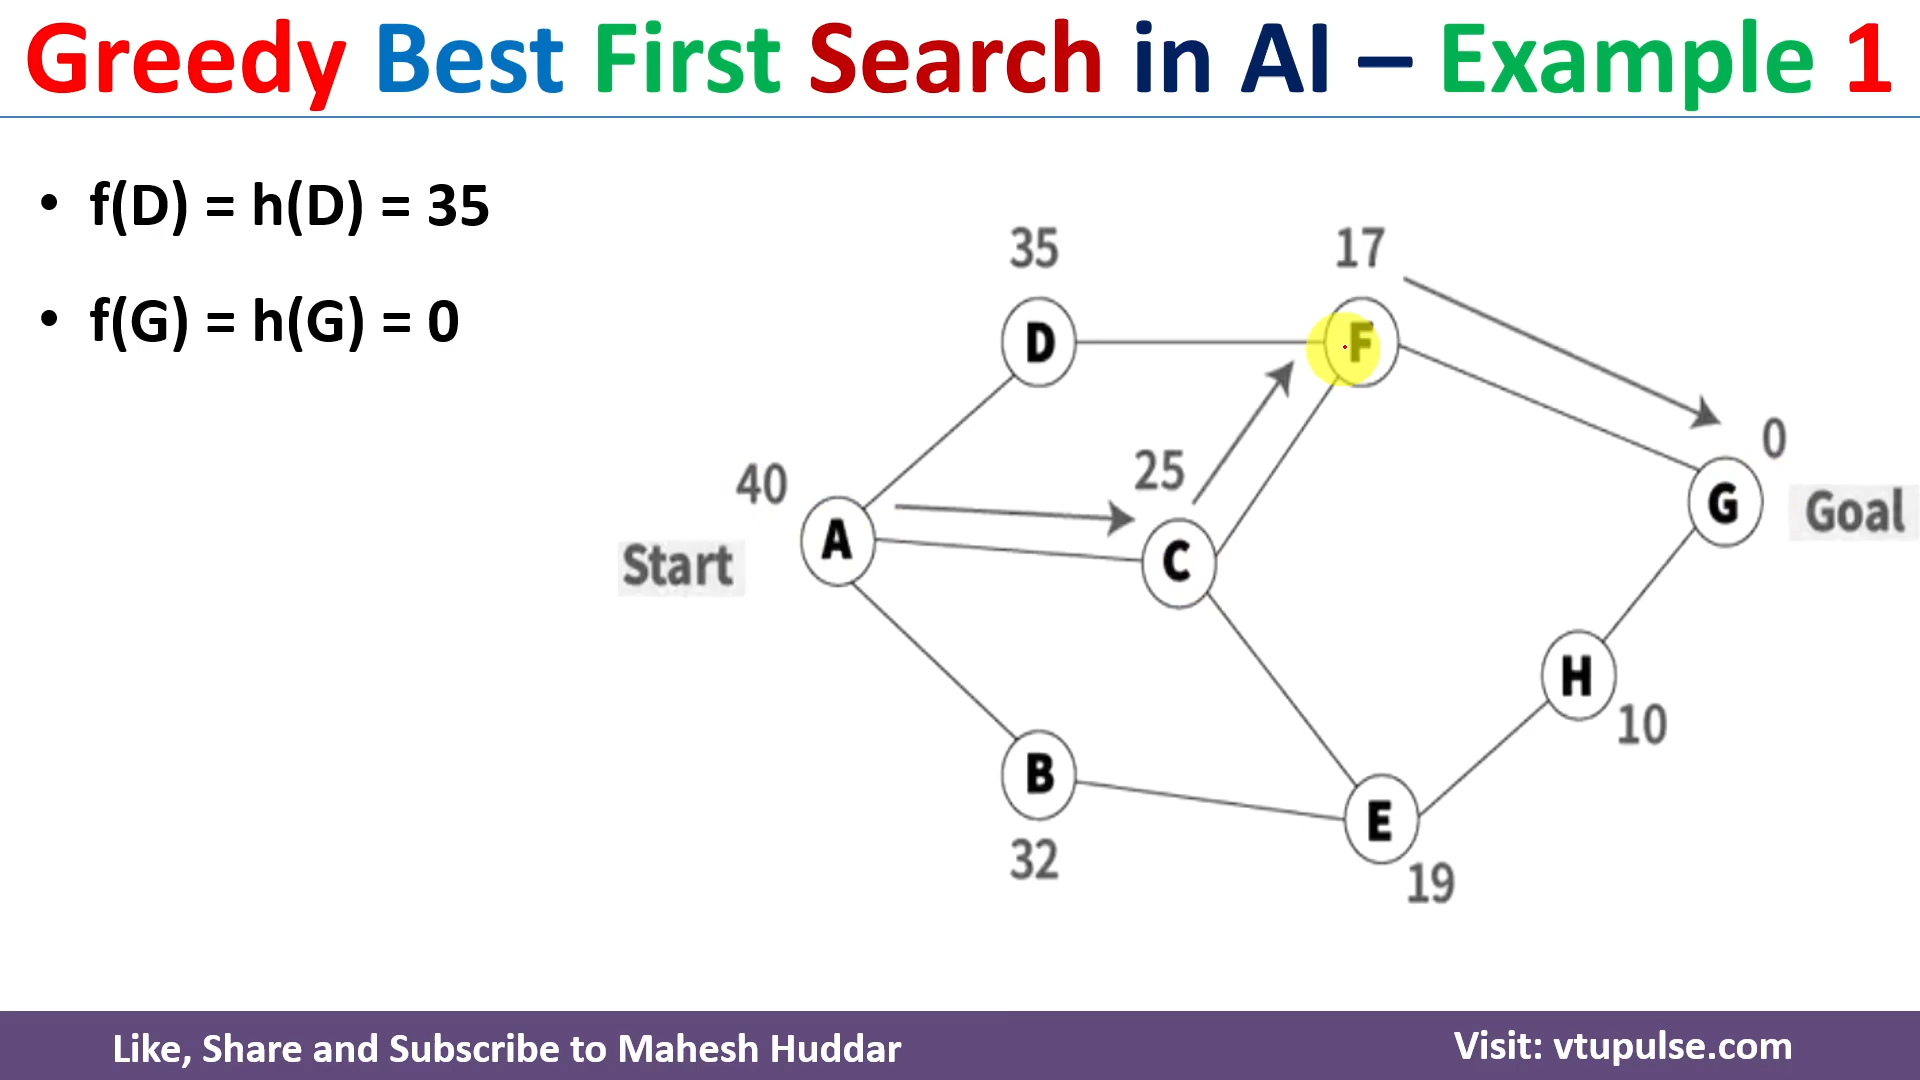 Greedy Best First Search in AI – Example 1
• f(D) = h(D) = 35
• f(G) = h(G) = 0
35
17
D
F
0
40
25
G
Goal
A
Start
C
H
10
B
E
32
19
Like, Share and Subscribe to Mahesh Huddar
Visit: vtupulse.com